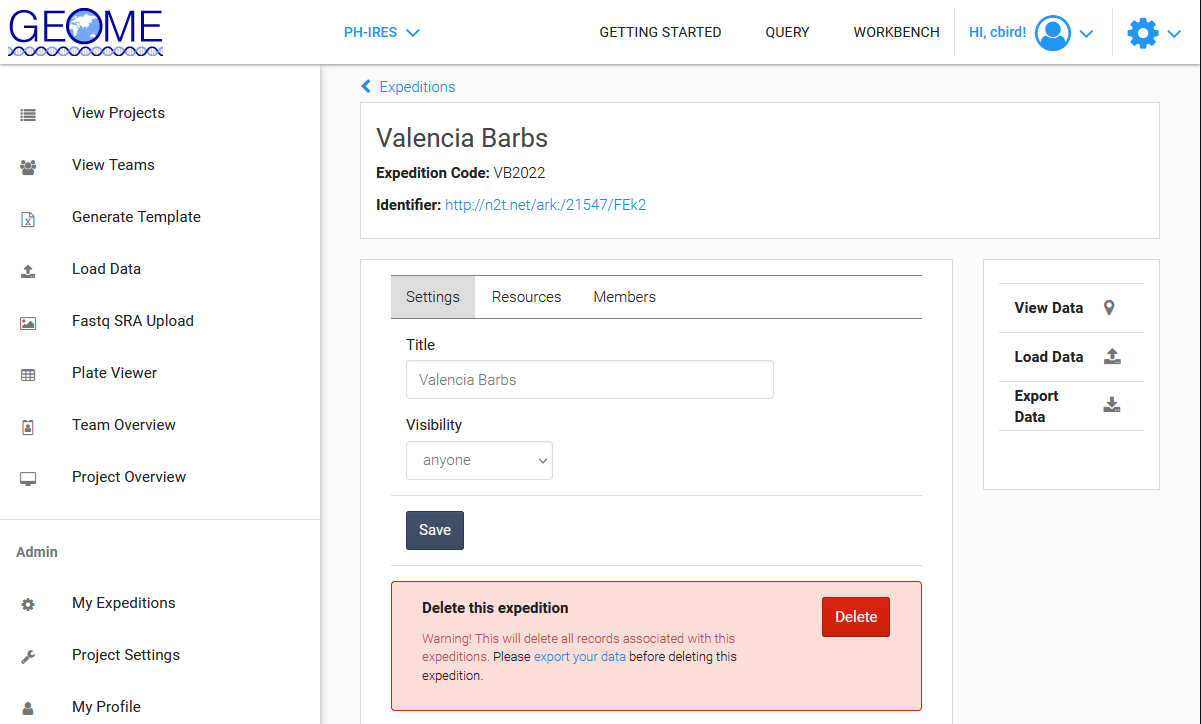 GEOME
PH-IRES
GETTING STARTED
QUERY
WORKBENCH
HI, cbird!
View Projects
View Teams
Generate Template
Load Data
Fastq SRA Upload
Plate Viewer
Team Overview
Project Overview
Admin
My Expeditions
Project Settings
My Profile
Expeditions
Valencia Barbs
Expedition Code: VB2022
Identifier: http://n2t.net/ark:/21547/FEk2
Settings
Resources
Members
Title
Valencia Barbs
Visibility
anyone
Save
Delete this expedition
Warning! This will delete all records associated with this
expeditions. Please export your data before deleting this
expedition.
Delete
View Data
Load Data
Export
Data